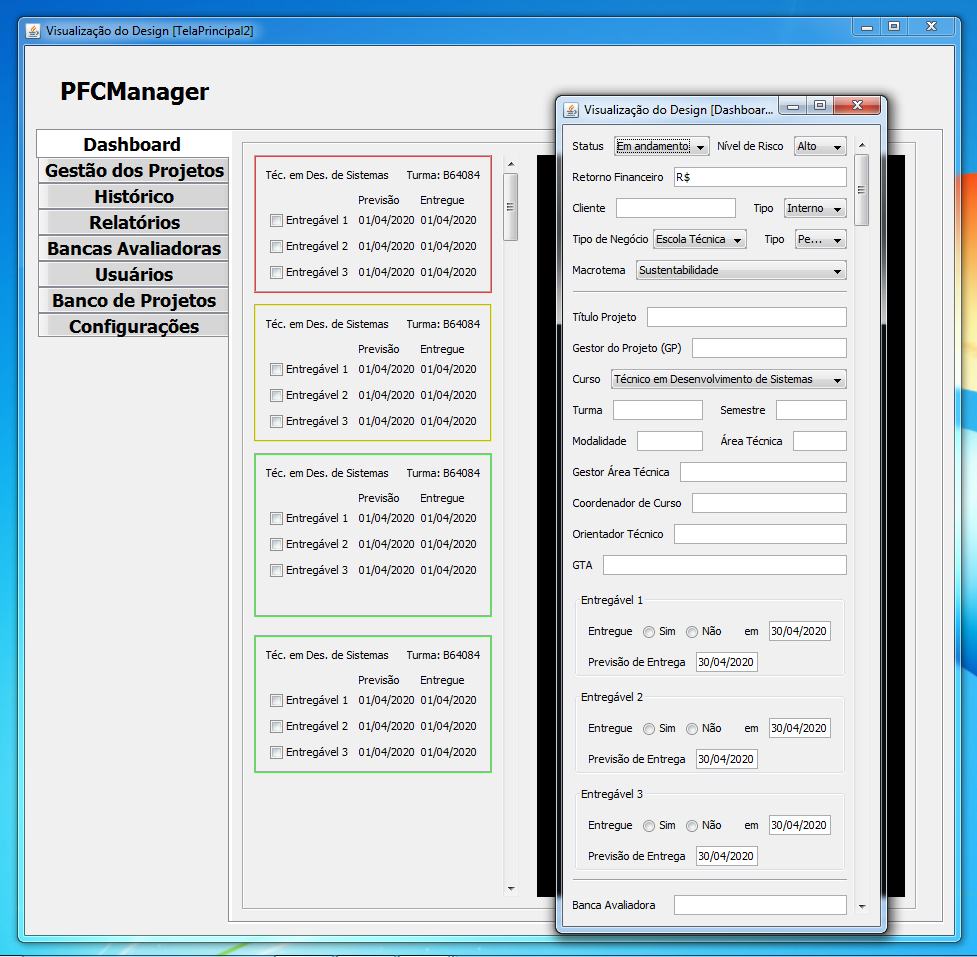 Visualização do Design [TelaPrincipal2]
PFCManager
Dashboard
Gestão dos Projetos
Histórico
Relatórios
Bancas Avaliadoras
Usuários
Banco de Projetos
Configurações
Téc. em Des. de Sistemas Turma: B64084
Previsão Entregue
Entregável 1 01/04/2020 01/04/2020
Entregável 2 01/04/2020 01/04/2020
Entregável 3 01/04/2020 01/04/2020
Téc. em Des. de Sistemas Turma: B64084
Previsão Entregue
Entregável 1 01/04/2020 01/04/2020
Entregável 2 01/04/2020 01/04/2020
Entregável 3 01/04/2020 01/04/2020
Téc. em Des. de Sistemas Turma: B64084
Previsão Entregue
Entregável 1 01/04/2020 01/04/2020
Entregável 2 01/04/2020 01/04/2020
Entregável 3 01/04/2020 01/04/2020
Téc. em Des. de Sistemas Turma: B64084
Previsão Entregue
Entregável 1 01/04/2020 01/04/2020
Entregável 2 01/04/2020 01/04/2020
Entregável 3 01/04/2020 01/04/2020
Visualização do Design [Dashboar...
Status Em andamento Nível de Risco Alto
Retorno Financeiro R$
Cliente Tipo Interno
Tipo de Negócio Escola Técnica Tipo Pe...
Macrotema Sustentabilidade
Título Projeto
Gestor do Projeto (GP)
Curso Técnico em Desenvolvimento de Sistemas
Turma Semestre
Modalidade Área Técnica
Gestor Área Técnica
Coordenador de Curso
Orientador Técnico
GTA
Entregável 1
Entregue Sim Não em 30/04/2020
Previsão de Entrega 30/04/2020
Entregável 2
Entregue Sim Não em 30/04/2020
Previsão de Entrega 30/04/2020
Entregável 3
Entregue Sim Não em 30/04/2020
Previsão de Entrega 30/04/2020
Banca Avaliadora